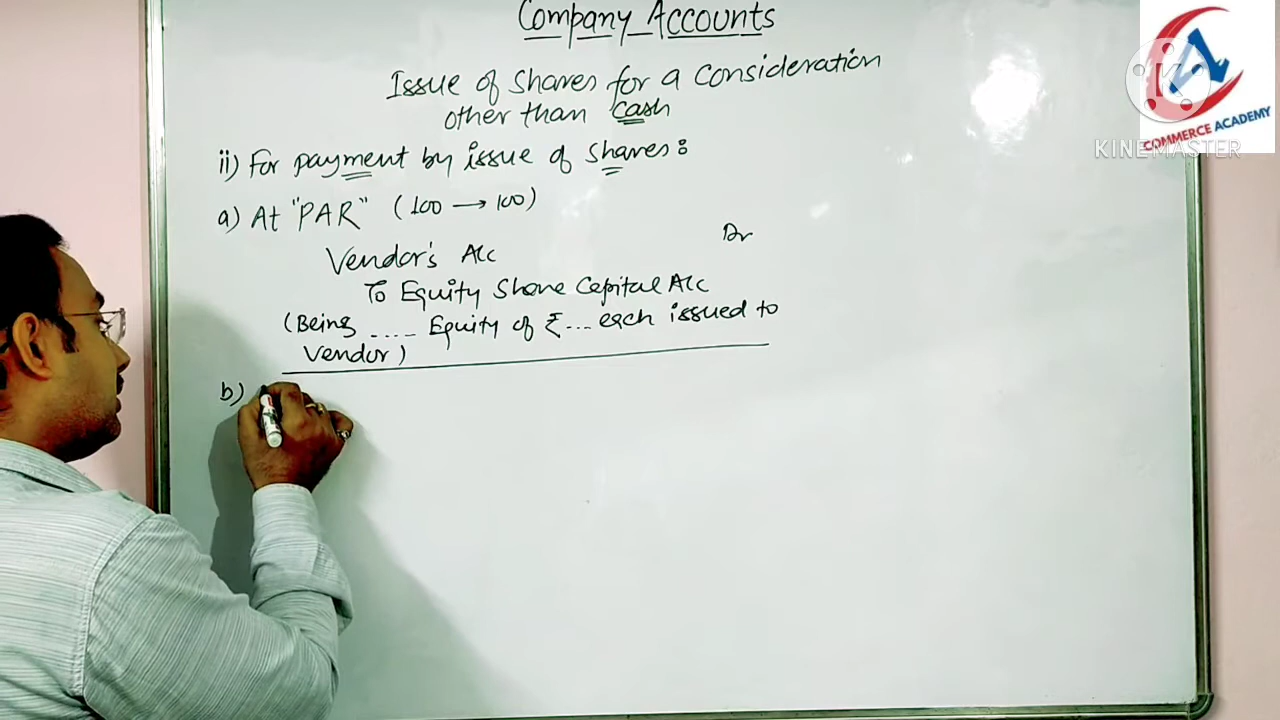 Company Accounts
Issue of Shares for a Consideration
other than cash
ii) For payment by issue of shares :
a) At "PAR" (100 → 100)
Vendor's A/c Dr
To Equity Share Capital A/c
(Being ..... Equity of ₹ ... each issued to
Vendor)
b)
COMMERCE ACADEMY
KINEMASTER